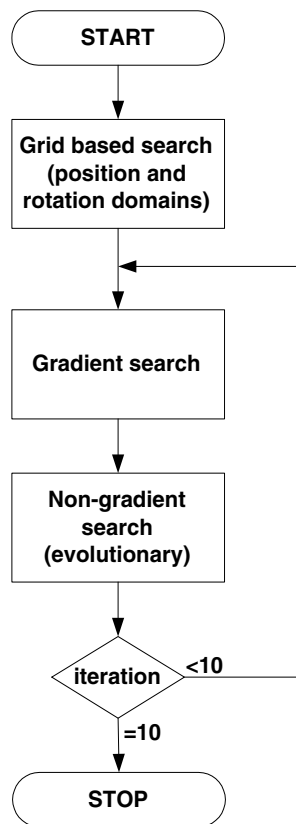 START
Grid based search
(position and
rotation domains)
Gradient search
Non-gradient
search
(evolutionary)
iteration
<10
=10
STOP